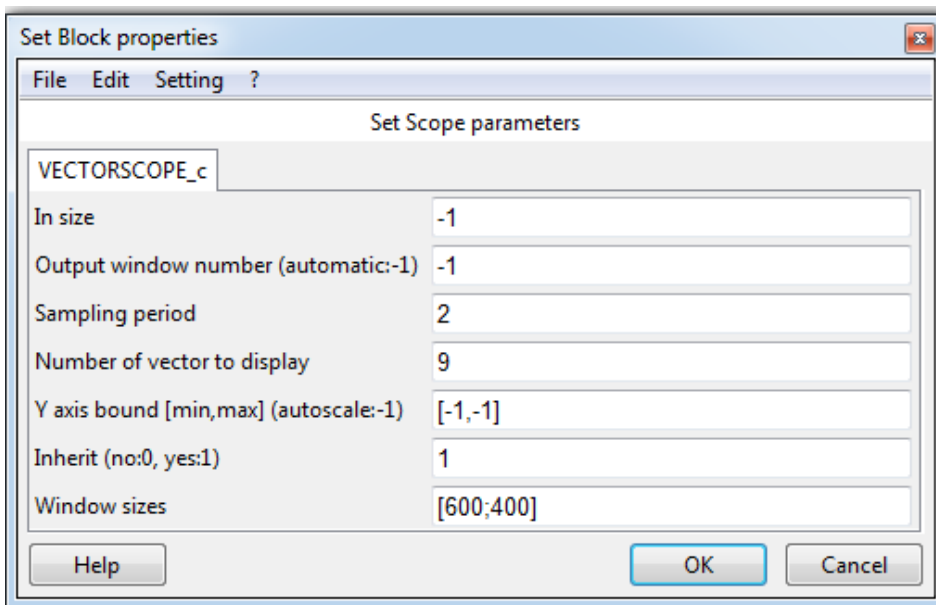 Set Block properties
File Edit Setting ?
Set Scope parameters
VECTORSCOPE_c
In size -1
Output window number (automatic:-1) -1
Sampling period 2
Number of vector to display 9
Y axis bound [min,max] (autoscale:-1) [-1,-1]
Inherit (no:0, yes:1) 1
Window sizes [600;400]
Help OK Cancel